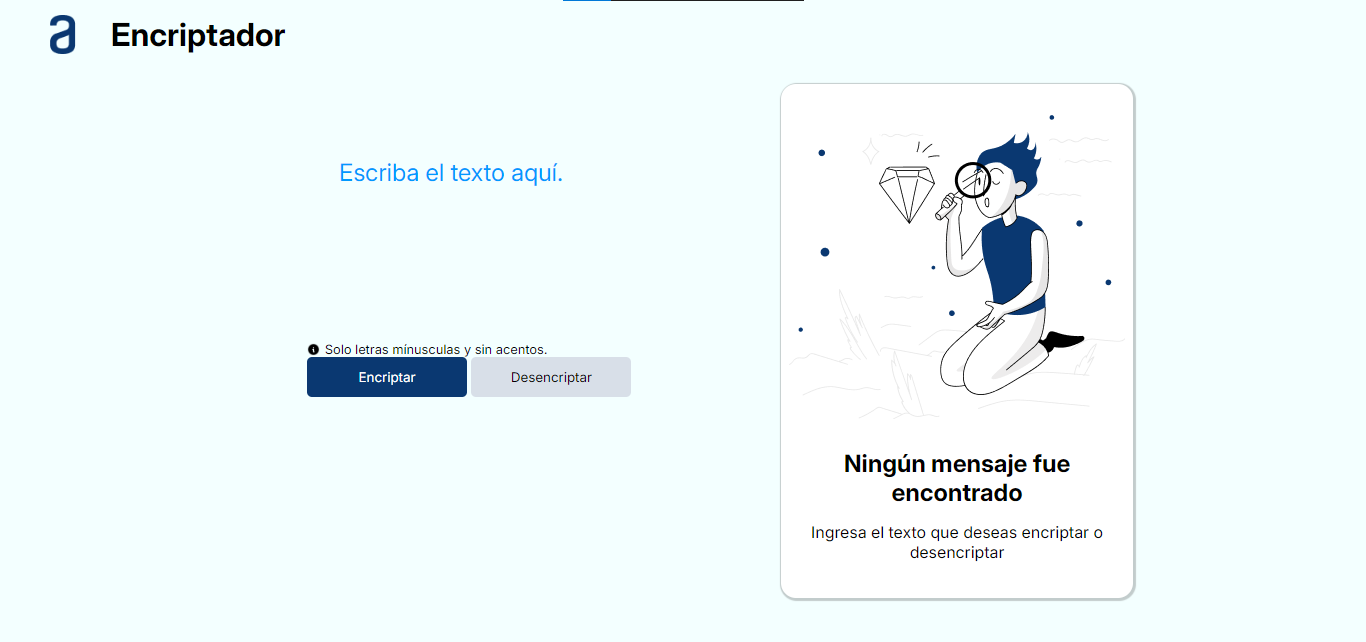 a Encriptador
Escriba el texto aquí.
Solo letras mínusculas y sin acentos.
Encriptar Desencriptar
Ningún mensaje fue
encontrado
Ingresa el texto que deseas encriptar o
desencriptar